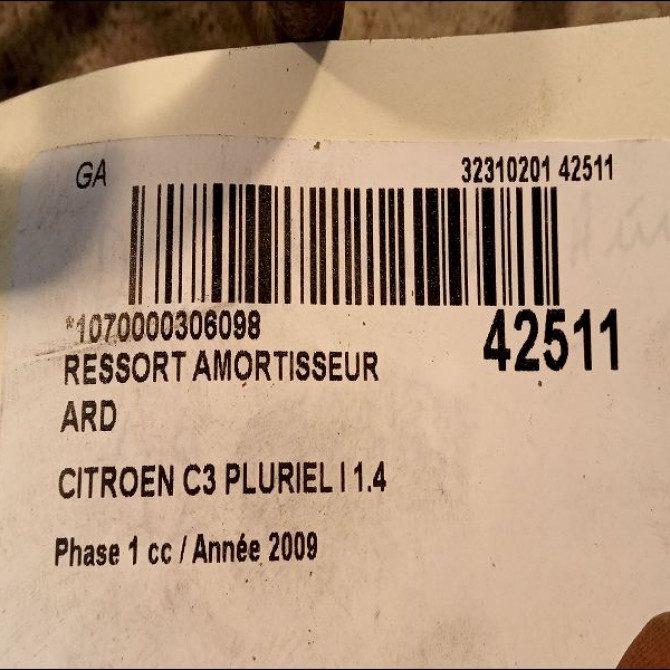 GA
32310201 42511
*1070000306098
42511
RESSORT AMORTISSEUR
ARD
CITROEN C3 PLURIEL I 1.4
Phase 1 cc / Année 2009